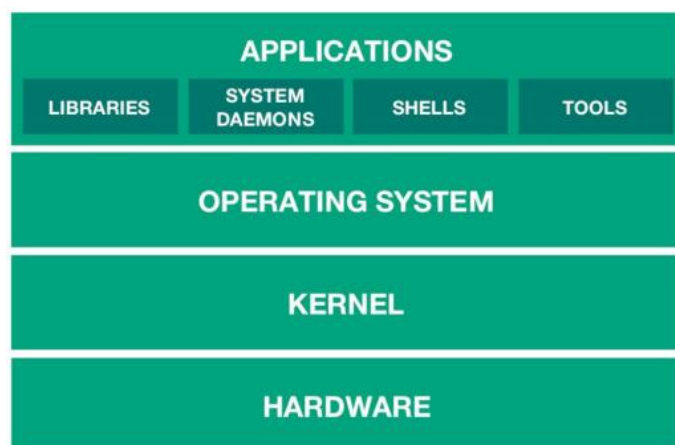 APPLICATIONS
LIBRARIES
SYSTEM
DAEMONS
SHELLS
TOOLS
OPERATING SYSTEM
KERNEL
HARDWARE